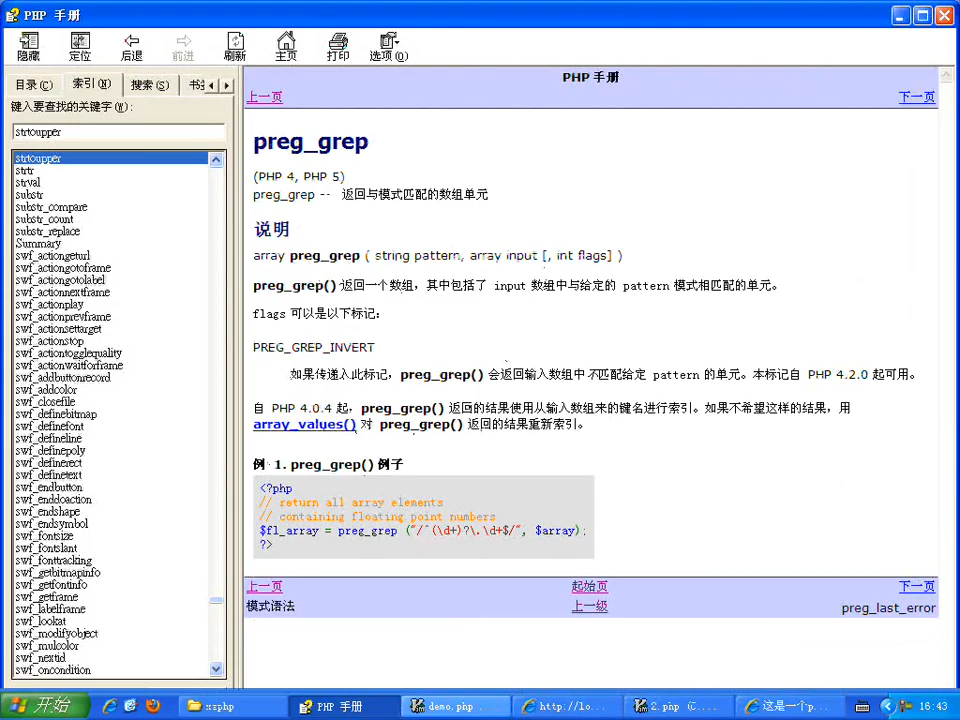 PHP 手册
隐藏 定位 后退 前进 刷新 主页 打印 选项(O)
目录(C) 索引(N) 搜索(S)
键入要查找的关键字(W):
strtoupper
strtoupper
strtr
strval
substr
substr_compare
substr_count
substr_replace
Summary
swf_actiongeturl
swf_actiongotoframe
swf_actiongotolabel
swf_actionnextframe
swf_actionplay
swf_actionprevframe
swf_actionsettarget
swf_actionstop
swf_actiontogglequality
swf_actionwaitforframe
swf_addbuttonrecord
swf_addcolor
swf_closefile
swf_definebitmap
swf_definefont
swf_defineline
swf_definepoly
swf_definerect
swf_definetext
swf_endbutton
swf_enddoaction
swf_endshape
swf_endsymbol
swf_fontsize
swf_fontslant
swf_fonttracking
swf_getbitmapinfo
swf_getfontinfo
swf_getframe
swf_labelframe
swf_lookat
swf_modifyobject
swf_mulcolor
swf_nextid
swf_oncondition
PHP 手册
上一页 下一页
preg_grep
(PHP 4, PHP 5)
preg_grep -- 返回与模式匹配的数组单元
说明
array preg_grep ( string pattern, array input [, int flags] )
preg_grep() 返回一个数组，其中包括了 input 数组中与给定的 pattern 模式相匹配的单元。
flags 可以是以下标记：
PREG_GREP_INVERT
如果传递入此标记，preg_grep() 会返回输入数组中不匹配给定 pattern 的单元。本标记自 PHP 4.2.0 起可用。
自 PHP 4.0.4 起，preg_grep() 返回的结果使用从输入数组来的键名进行索引。如果不希望这样的结果，用
array_values() 对 preg_grep() 返回的结果重新索引。
例 1. preg_grep() 例子
<?php
// return all array elements
// containing floating point numbers
$fl_array = preg_grep ("/^(\d+)?\.\d+$/", $array);
?>
上一页 起始页 下一页
模式语法 上一级 preg_last_error
开始 xsphp PHP 手册 demo.php http://lo... 2.php 这是一个p... 16:43